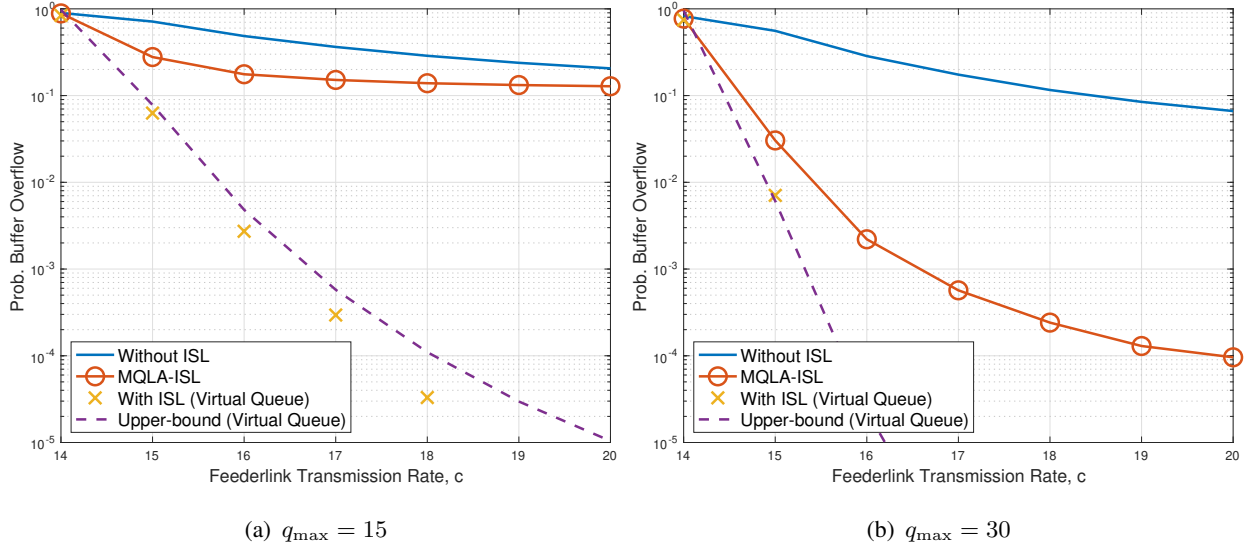 10^0
10^-1
10^-2
10^-3
10^-4
10^-5
Prob. Buffer Overflow
Without ISL
MQLA-ISL
With ISL (Virtual Queue)
Upper-bound (Virtual Queue)
14 15 16 17 18 19 20
Feederlink Transmission Rate, c
(a) q_max = 15
10^0
10^-1
10^-2
10^-3
10^-4
10^-5
Prob. Buffer Overflow
Without ISL
MQLA-ISL
With ISL (Virtual Queue)
Upper-bound (Virtual Queue)
14 15 16 17 18 19 20
Feederlink Transmission Rate, c
(b) q_max = 30